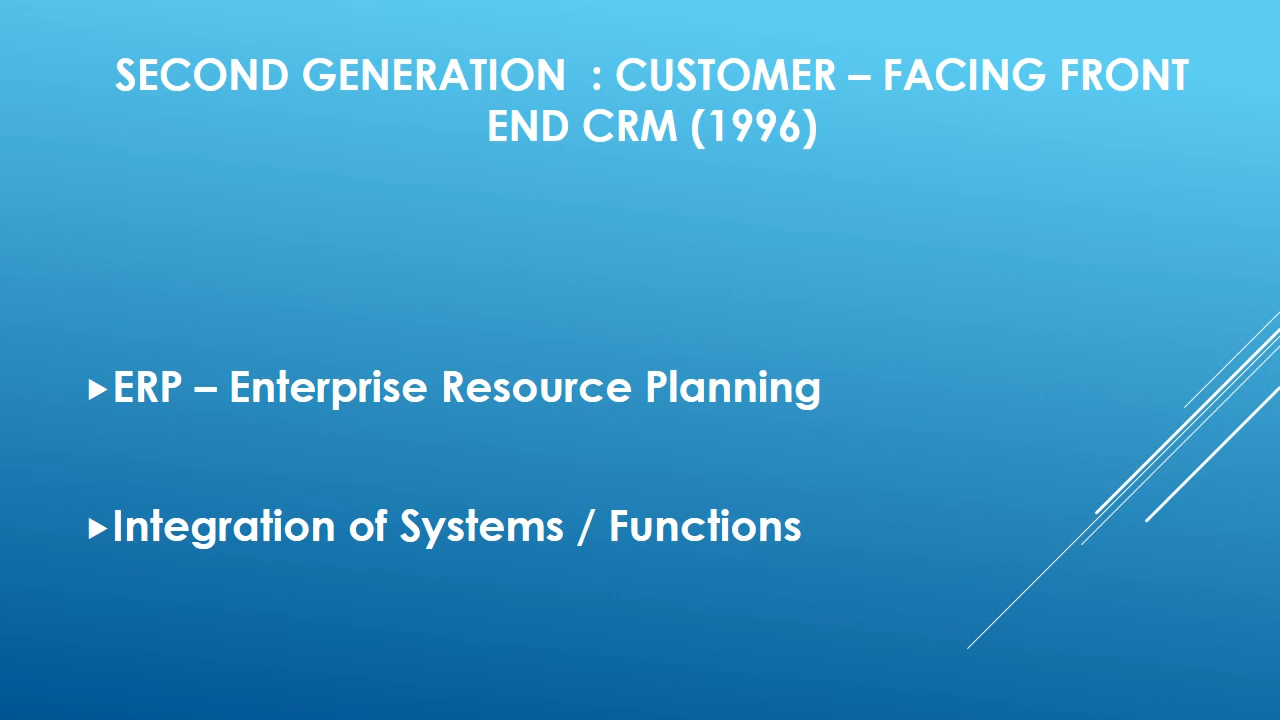 SECOND GENERATION : CUSTOMER – FACING FRONT
END CRM (1996)
ERP – Enterprise Resource Planning
Integration of Systems / Functions